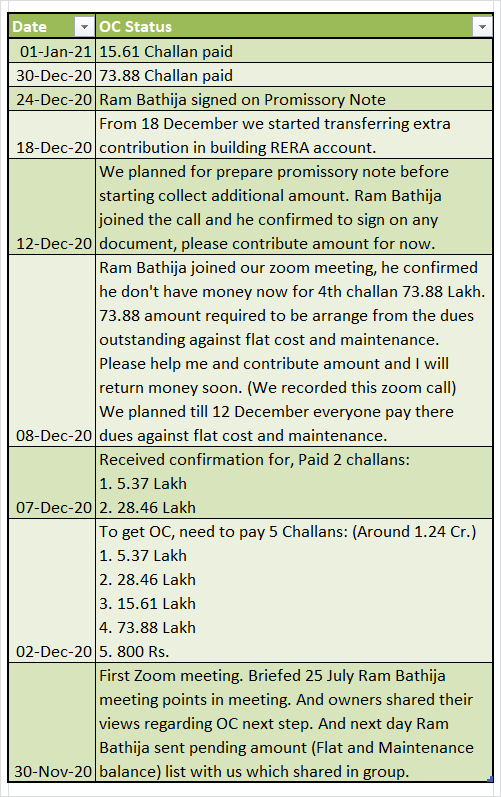 Date OC Status
01-Jan-21 15.61 Challan paid
30-Dec-20 73.88 Challan paid
24-Dec-20 Ram Bathija signed on Promissory Note
From 18 December we started transferring extra
18-Dec-20 contribution in building RERA account.
We planned for prepare promissory note before
starting collect additional amount. Ram Bathija
joined the call and he confirmed to sign on any
12-Dec-20 document, please contribute amount for now.
Ram Bathija joined our zoom meeting, he confirmed
he don't have money now for 4th challan 73.88 Lakh.
73.88 amount required to be arrange from the dues
outstanding against flat cost and maintenance.
Please help me and contribute amount and I will
return money soon. (We recorded this zoom call)
We planned till 12 December everyone pay there
08-Dec-20 dues against flat cost and maintenance.
Received confirmation for, Paid 2 challans:
1. 5.37 Lakh
07-Dec-20 2. 28.46 Lakh
To get OC, need to pay 5 Challans: (Around 1.24 Cr.)
1. 5.37 Lakh
2. 28.46 Lakh
3. 15.61 Lakh
4. 73.88 Lakh
02-Dec-20 5. 800 Rs.
First Zoom meeting. Briefed 25 July Ram Bathija
meeting points in meeting. And owners shared their
views regarding OC next step. And next day Ram
Bathija sent pending amount (Flat and Maintenance
30-Nov-20 balance) list with us which shared in group.